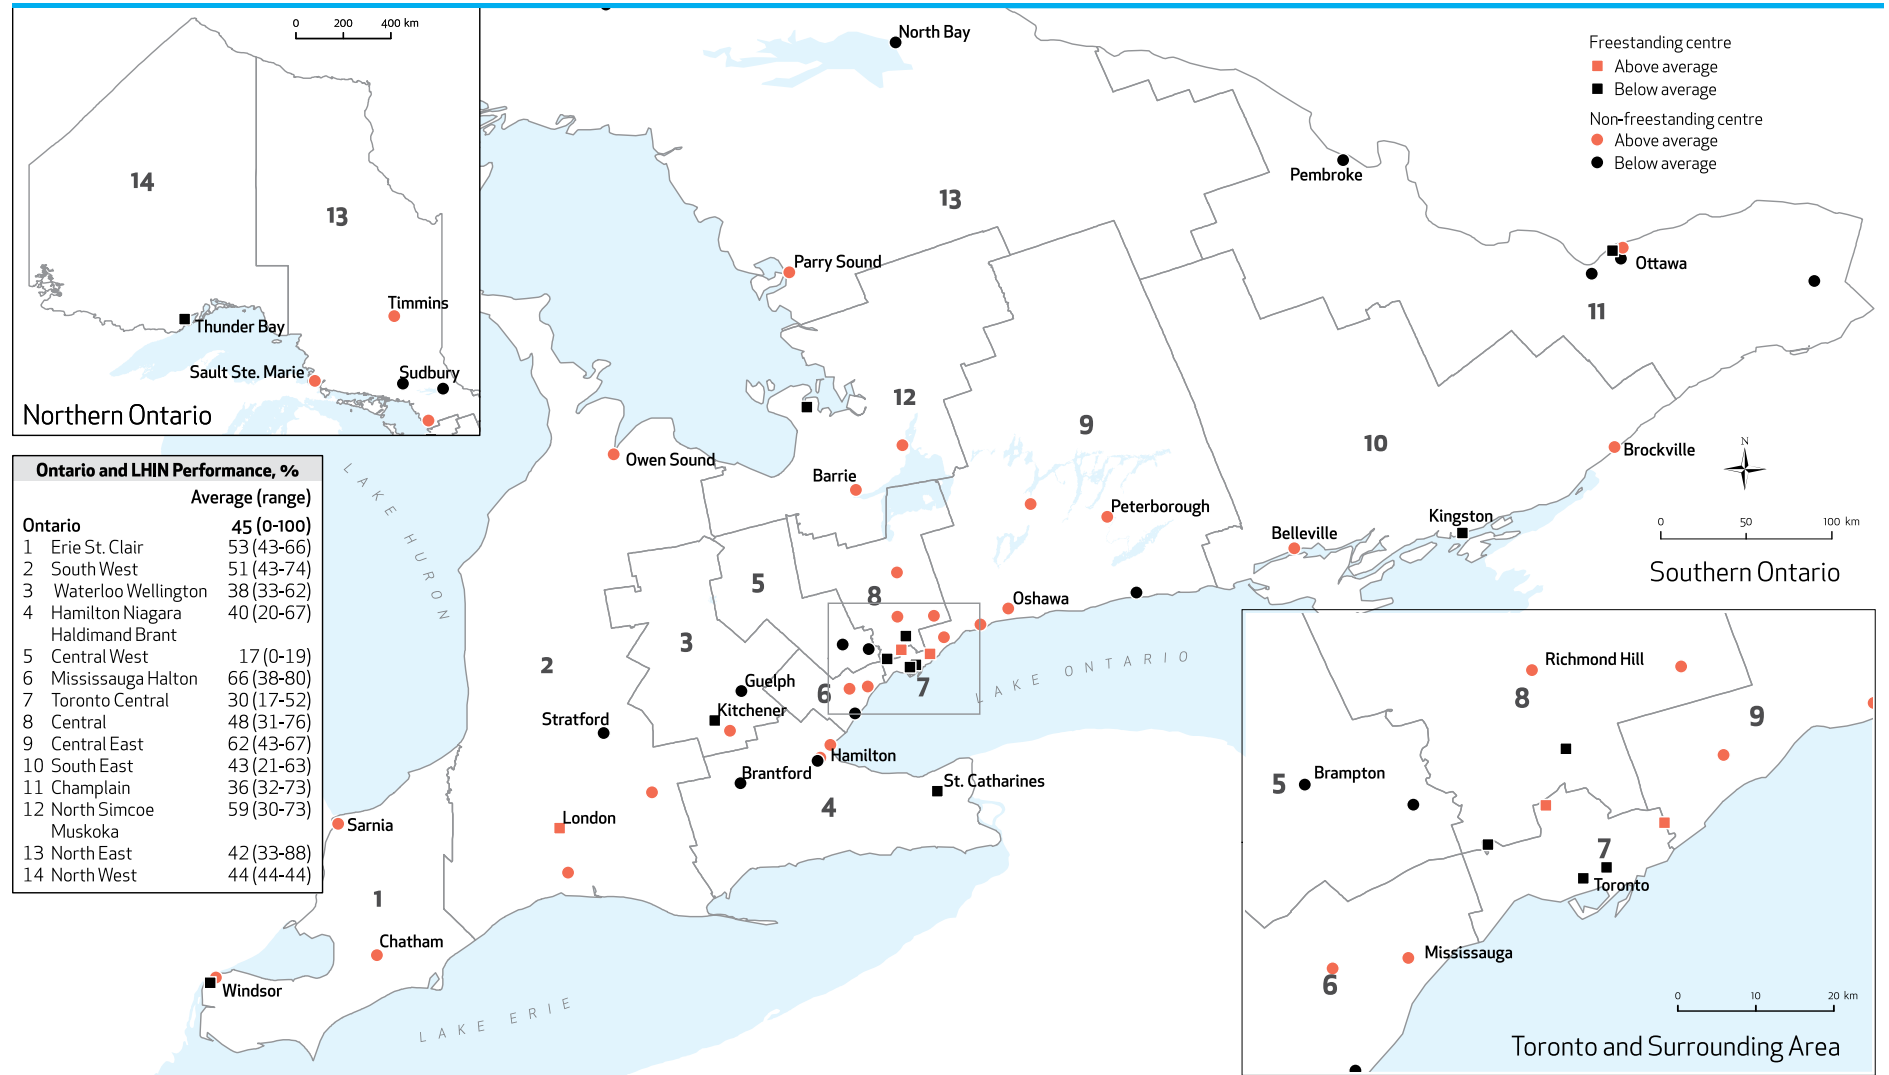 0 200 400 km
14
13
Timmins
Thunder Bay
Sault Ste. Marie
Sudbury
Northern Ontario
Ontario and LHIN Performance, %
Average (range)
Ontario 45 (0-100)
1 Erie St. Clair 53 (43-66)
2 South West 51 (43-74)
3 Waterloo Wellington 38 (33-62)
4 Hamilton Niagara 40 (20-67)
Haldimand Brant
5 Central West 17 (0-19)
6 Mississauga Halton 66 (38-80)
7 Toronto Central 30 (17-52)
8 Central 48 (31-76)
9 Central East 62 (43-67)
10 South East 43 (21-63)
11 Champlain 36 (32-73)
12 North Simcoe 59 (30-73)
Muskoka
13 North East 42 (33-88)
14 North West 44 (44-44)
North Bay
13
Pembroke
Parry Sound
Ottawa
11
12
9
10
Owen Sound
Barrie
Peterborough
Brockville
Kingston
Belleville
Oshawa
5
8
3
2
6
7
Guelph
Kitchener
Stratford
Hamilton
Brantford
St. Catharines
4
London
Sarnia
1
Chatham
Windsor
LAKE HURON
LAKE ONTARIO
LAKE ERIE
Freestanding centre
Above average
Below average
Non-freestanding centre
Above average
Below average
N
0 50 100 km
Southern Ontario
Richmond Hill
8
9
5
Brampton
7
Toronto
Mississauga
6
0 10 20 km
Toronto and Surrounding Area